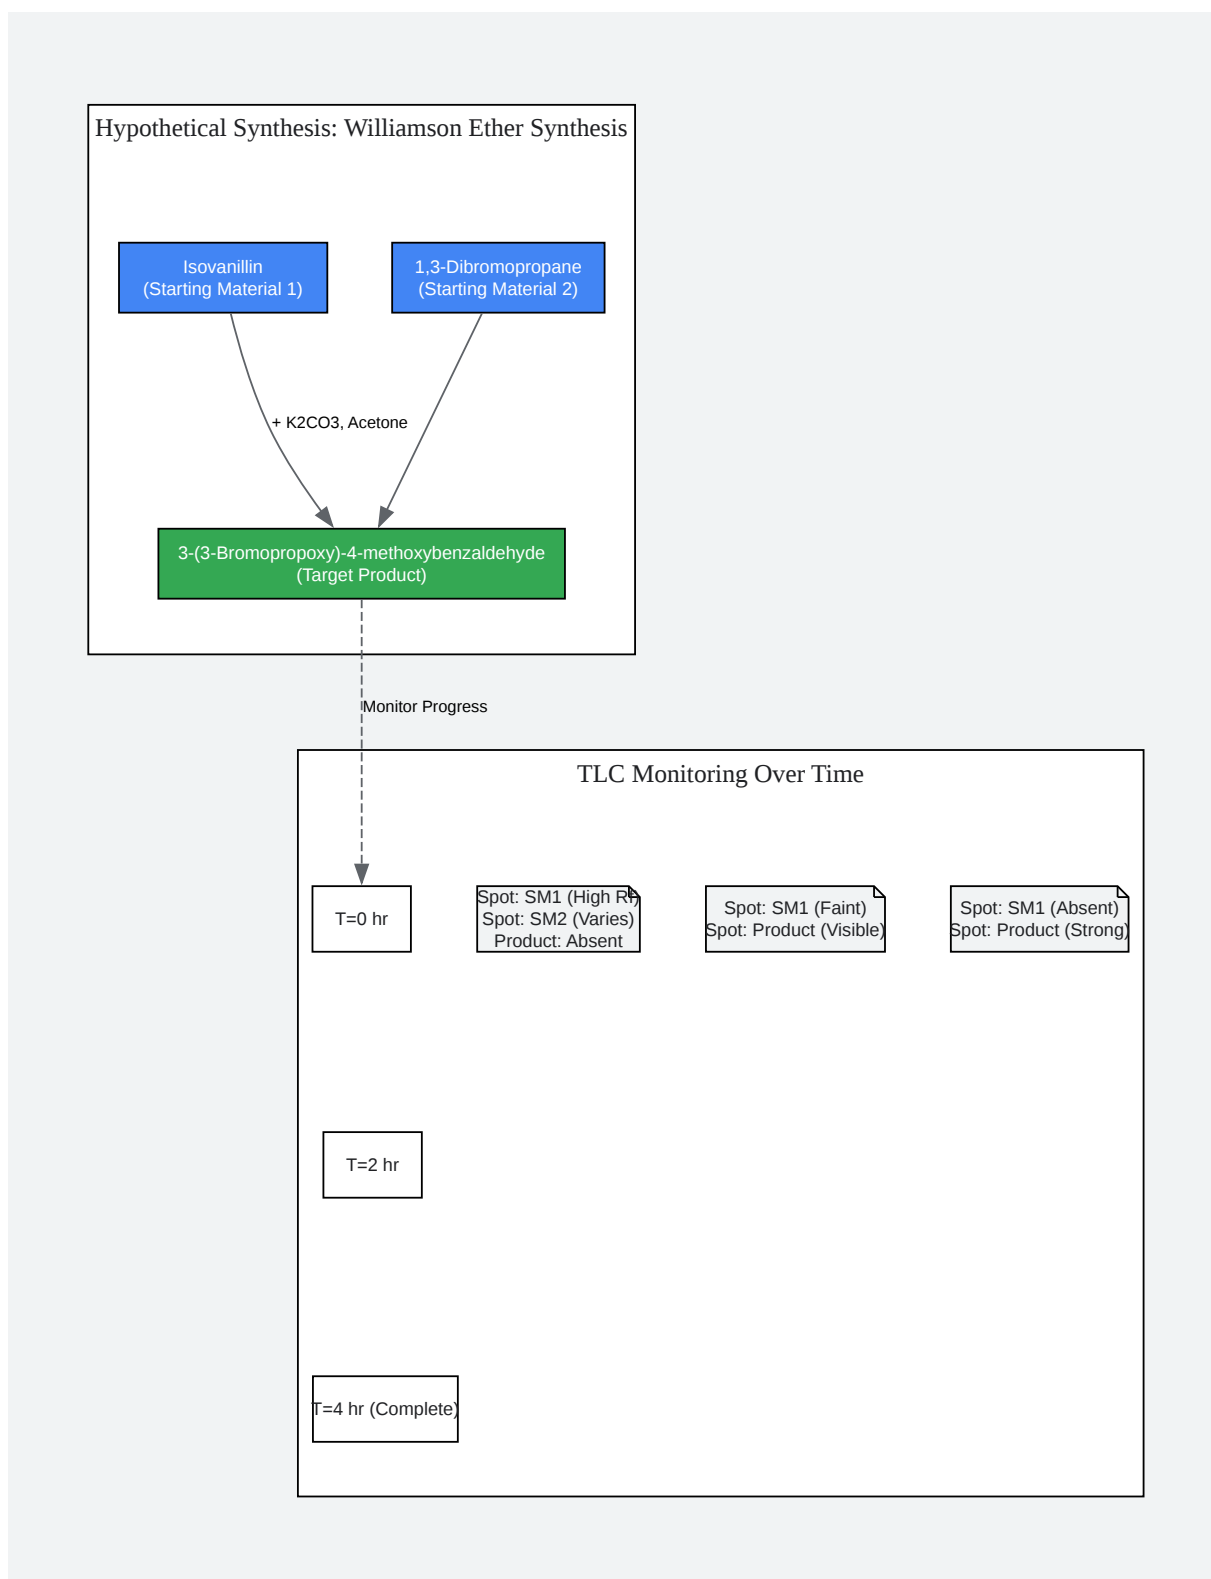 Hypothetical Synthesis: Williamson Ether Synthesis
Isovanillin
(Starting Material 1)
1,3-Dibromopropane
(Starting Material 2)
+ K2CO3, Acetone
3-(3-Bromopropoxy)-4-methoxybenzaldehyde
(Target Product)
Monitor Progress
TLC Monitoring Over Time
T=0 hr
Spot: SM1 (High Rf)
Spot: SM2 (Varies)
Product: Absent
Spot: SM1 (Faint)
Spot: Product (Visible)
Spot: SM1 (Absent)
Spot: Product (Strong)
T=2 hr
T=4 hr (Complete)